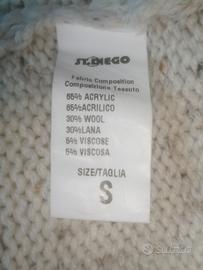 ST.DIEGO
Fabric Composition
Composizione Tessuto
65% ACRYLIC
65%ACRILICO
30% WOOL
30%LANA
5% VISCOSE
5% VISCOSA
SIZE/TAGLIA
S
subito